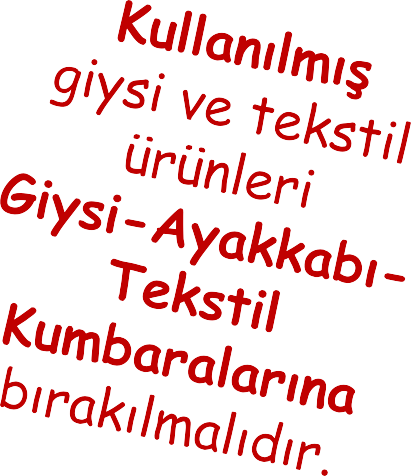 Kullanılmış
giysi ve tekstil
ürünleri
Giysi-Ayakkabı-
Tekstil
Kumbaralarına
bırakılmalıdır.